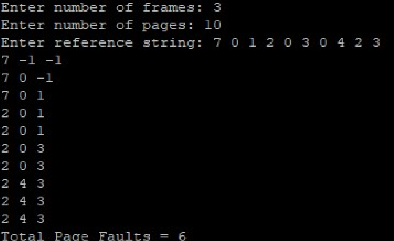 Enter number of frames: 3
Enter number of pages: 10
Enter reference string: 7 0 1 2 0 3 0 4 2 3
7 -1 -1
7 0 -1
7 0 1
2 0 1
2 0 1
2 0 3
2 0 3
2 4 3
2 4 3
2 4 3
Total Page Faults = 6